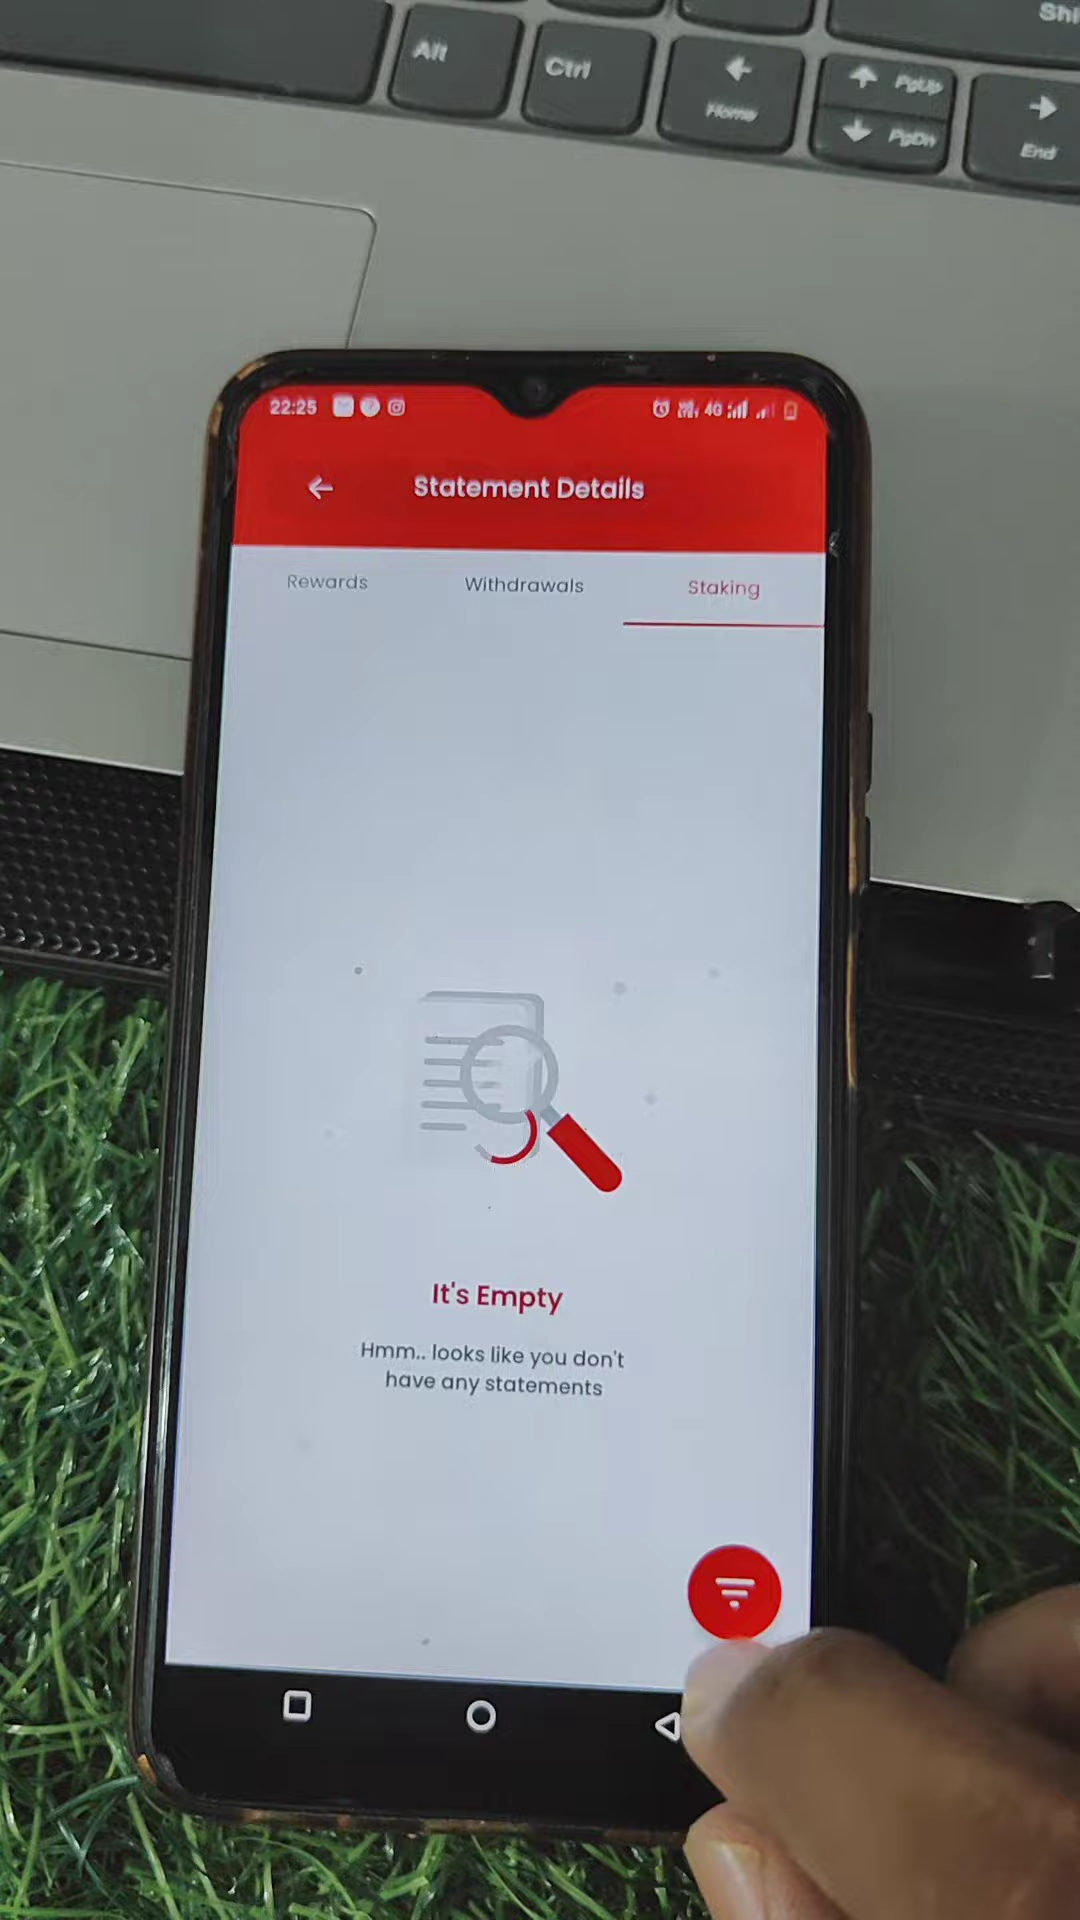 Shi
Alt
Ctrl
Home
PgUp
PgDn
End
22:25
4G
Statement Details
Rewards
Withdrawals
Staking
It's Empty
Hmm.. looks like you don't
have any statements